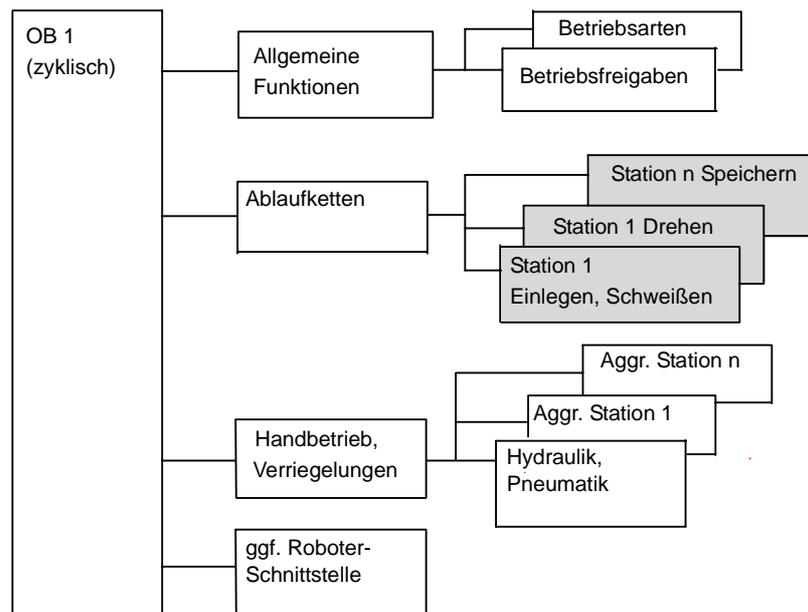 OB 1
(zyklisch)
Allgemeine
Funktionen
Betriebsarten
Betriebsfreigaben
Ablaufketten
Station n Speichern
Station 1 Drehen
Station 1
Einlegen, Schweißen
Handbetrieb,
Verriegelungen
Aggr. Station n
Aggr. Station 1
Hydraulik,
Pneumatik
ggf. Roboter-
Schnittstelle